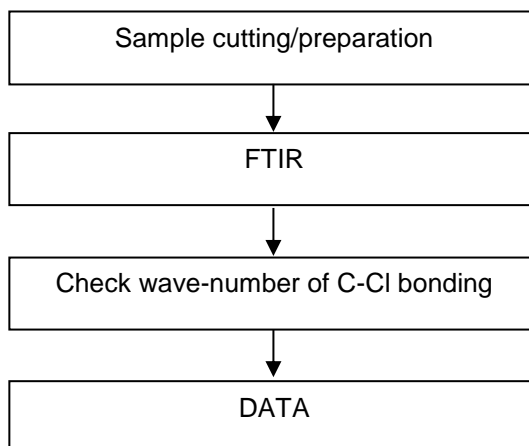 Sample cutting/preparation
FTIR
Check wave-number of C-Cl bonding
DATA